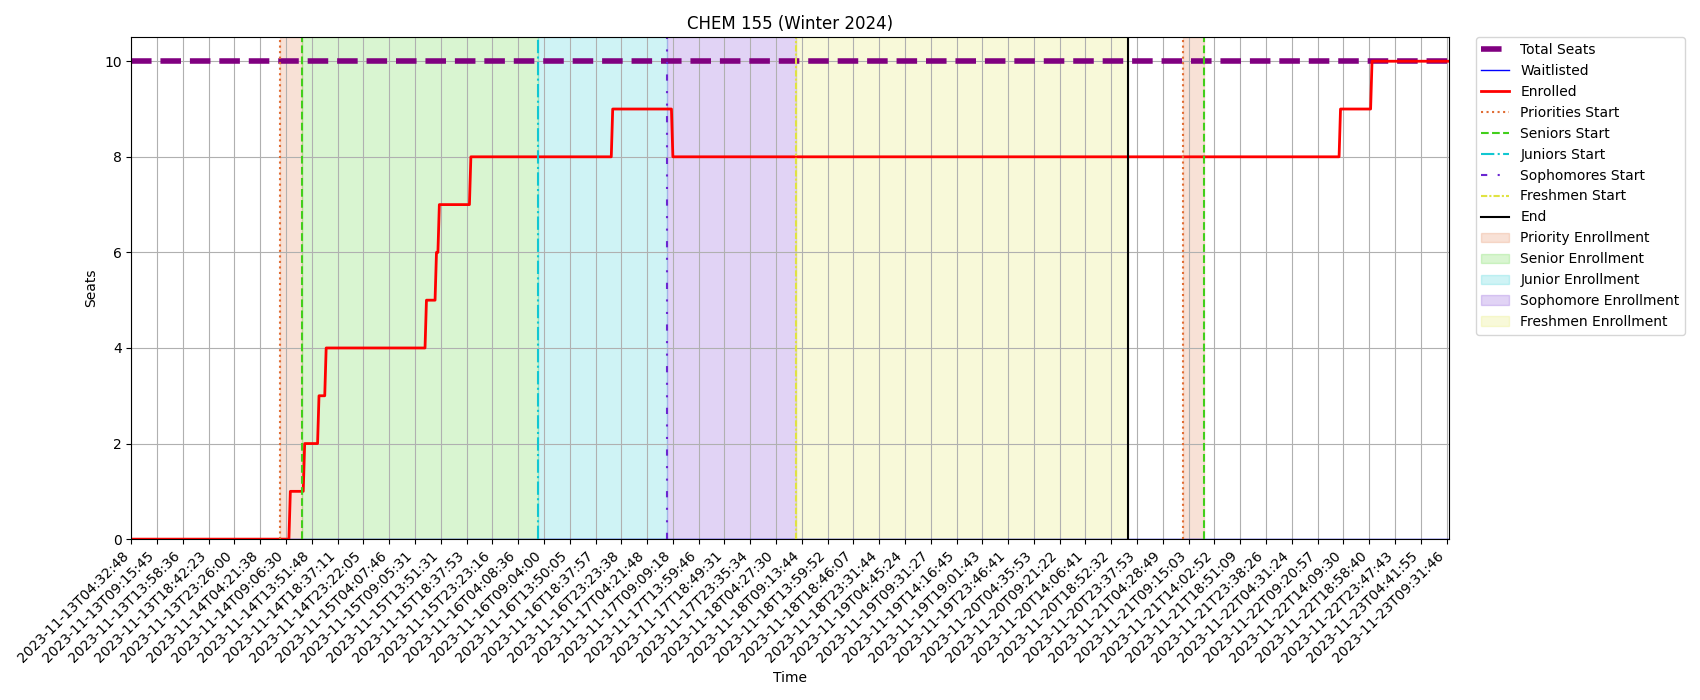 CHEM 155 (Winter 2024)
Total Seats
Waitlisted
Enrolled
Priorities Start
Seniors Start
Juniors Start
Sophomores Start
Freshmen Start
End
Priority Enrollment
Senior Enrollment
Junior Enrollment
Sophomore Enrollment
Freshmen Enrollment
Seats
10
8
6
4
2
0
2023-11-13T04:32:48
2023-11-13T09:15:45
2023-11-13T13:58:36
2023-11-13T18:42:23
2023-11-13T23:26:00
2023-11-14T04:21:38
2023-11-14T09:06:30
2023-11-14T13:51:48
2023-11-14T18:37:11
2023-11-14T23:22:05
2023-11-15T04:07:46
2023-11-15T09:05:31
2023-11-15T13:51:31
2023-11-15T18:37:53
2023-11-15T23:23:16
2023-11-16T04:08:36
2023-11-16T09:04:00
2023-11-16T13:50:05
2023-11-16T18:37:57
2023-11-16T23:23:38
2023-11-17T04:21:48
2023-11-17T09:09:18
2023-11-17T13:59:46
2023-11-17T18:49:31
2023-11-17T23:35:34
2023-11-18T04:27:30
2023-11-18T09:13:44
2023-11-18T13:59:52
2023-11-18T18:46:07
2023-11-18T23:31:44
2023-11-19T04:45:24
2023-11-19T09:31:27
2023-11-19T14:16:45
2023-11-19T19:01:43
2023-11-19T23:46:41
2023-11-20T04:35:53
2023-11-20T09:21:22
2023-11-20T14:06:41
2023-11-20T18:52:32
2023-11-20T23:37:53
2023-11-21T04:28:49
2023-11-21T09:15:03
2023-11-21T14:02:52
2023-11-21T18:51:09
2023-11-21T23:38:26
2023-11-22T04:31:24
2023-11-22T09:20:57
2023-11-22T14:09:30
2023-11-22T18:58:40
2023-11-22T23:47:43
2023-11-23T04:41:55
2023-11-23T09:31:46
Time